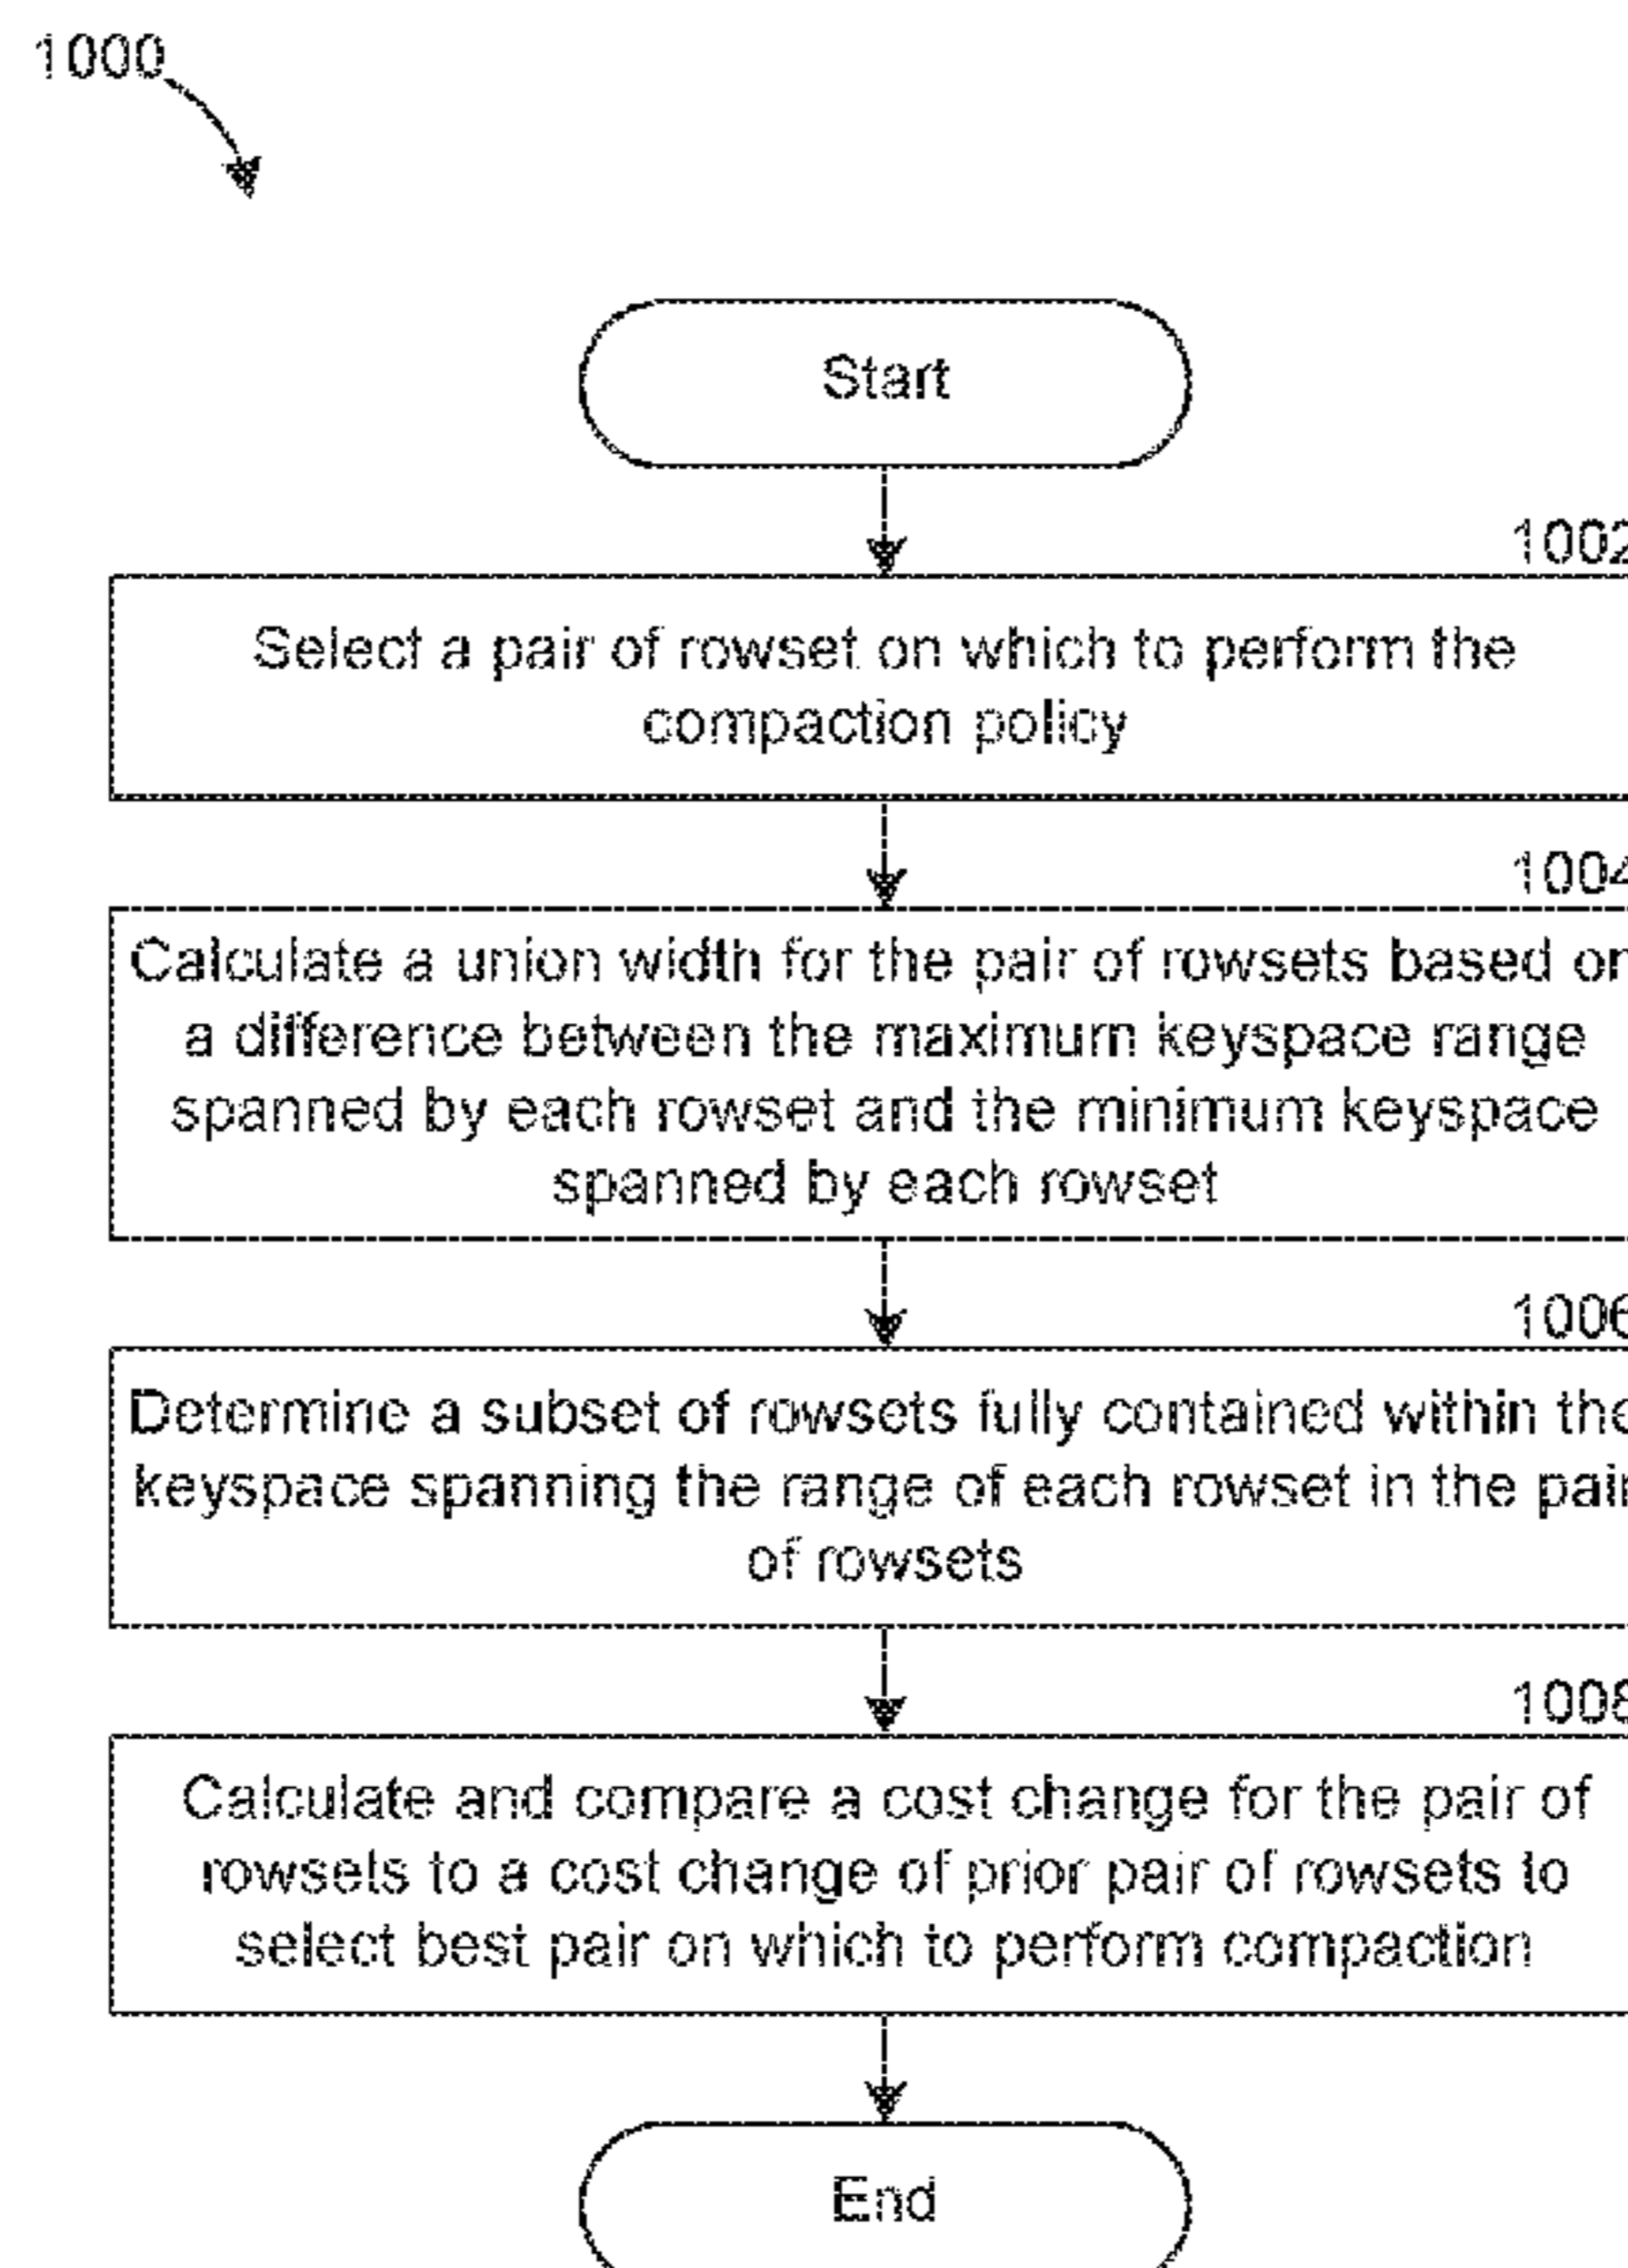 1000
Start
1002
Select a pair of rowset on which to perform the
compaction policy
1004
Calculate a union width for the pair of rowsets based on
a difference between the maximum keyspace range
spanned by each rowset and the minimum keyspace
spanned by each rowset
1006
Determine a subset of rowsets fully contained within the
keyspace spanning the range of each rowset in the pair
of rowsets
1008
Calculate and compare a cost change for the pair of
rowsets to a cost change of prior pair of rowsets to
select best pair on which to perform compaction
End